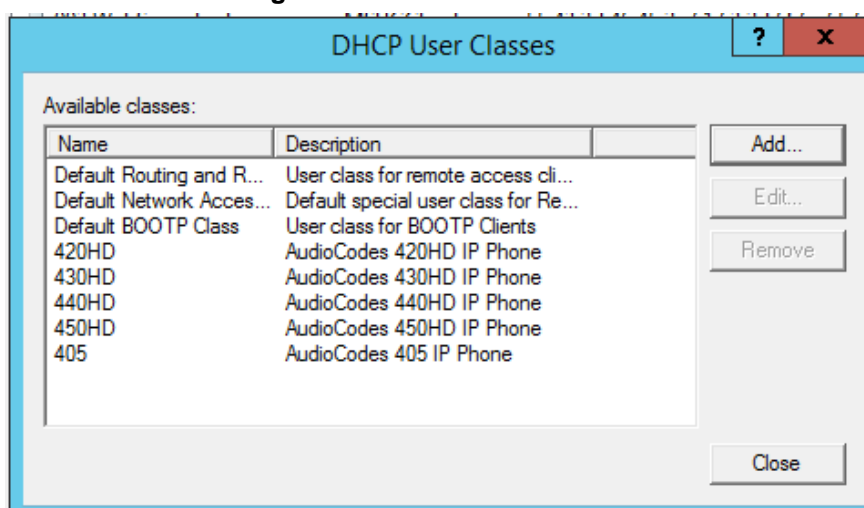 DHCP User Classes
?
x
Available classes:
Name Description
Add...
Default Routing and R... User class for remote access cli...
Default Network Acces... Default special user class for Re...
Edit...
Default BOOTP Class User class for BOOTP Clients
420HD AudioCodes 420HD IP Phone
Remove
430HD AudioCodes 430HD IP Phone
440HD AudioCodes 440HD IP Phone
450HD AudioCodes 450HD IP Phone
405 AudioCodes 405 IP Phone
Close